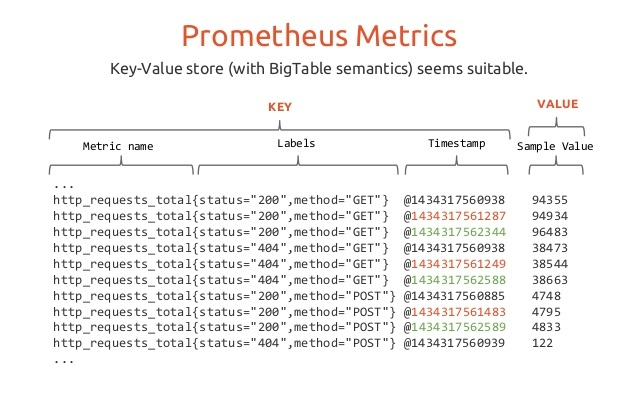 Prometheus Metrics
Key-Value store (with BigTable semantics) seems suitable.
KEY VALUE
Metric name Labels Timestamp Sample Value
...
http_requests_total{status="200",method="GET"} @1434317560938 94355
http_requests_total{status="200",method="GET"} @1434317561287 94934
http_requests_total{status="200",method="GET"} @1434317562344 96483
http_requests_total{status="404",method="GET"} @1434317560938 38473
http_requests_total{status="404",method="GET"} @1434317561249 38544
http_requests_total{status="404",method="GET"} @1434317562588 38663
http_requests_total{status="200",method="POST"} @1434317560885 4748
http_requests_total{status="200",method="POST"} @1434317561483 4795
http_requests_total{status="200",method="POST"} @1434317562589 4833
http_requests_total{status="404",method="POST"} @1434317560939 122
...